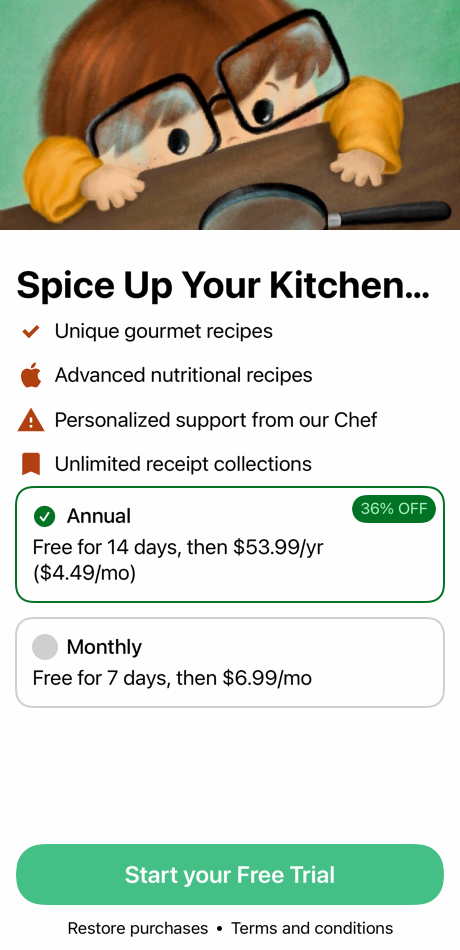 Spice Up Your Kitchen...
Unique gourmet recipes
Advanced nutritional recipes
Personalized support from our Chef
Unlimited receipt collections
Annual
36% OFF
Free for 14 days, then $53.99/yr
($4.49/mo)
Monthly
Free for 7 days, then $6.99/mo
Start your Free Trial
Restore purchases • Terms and conditions